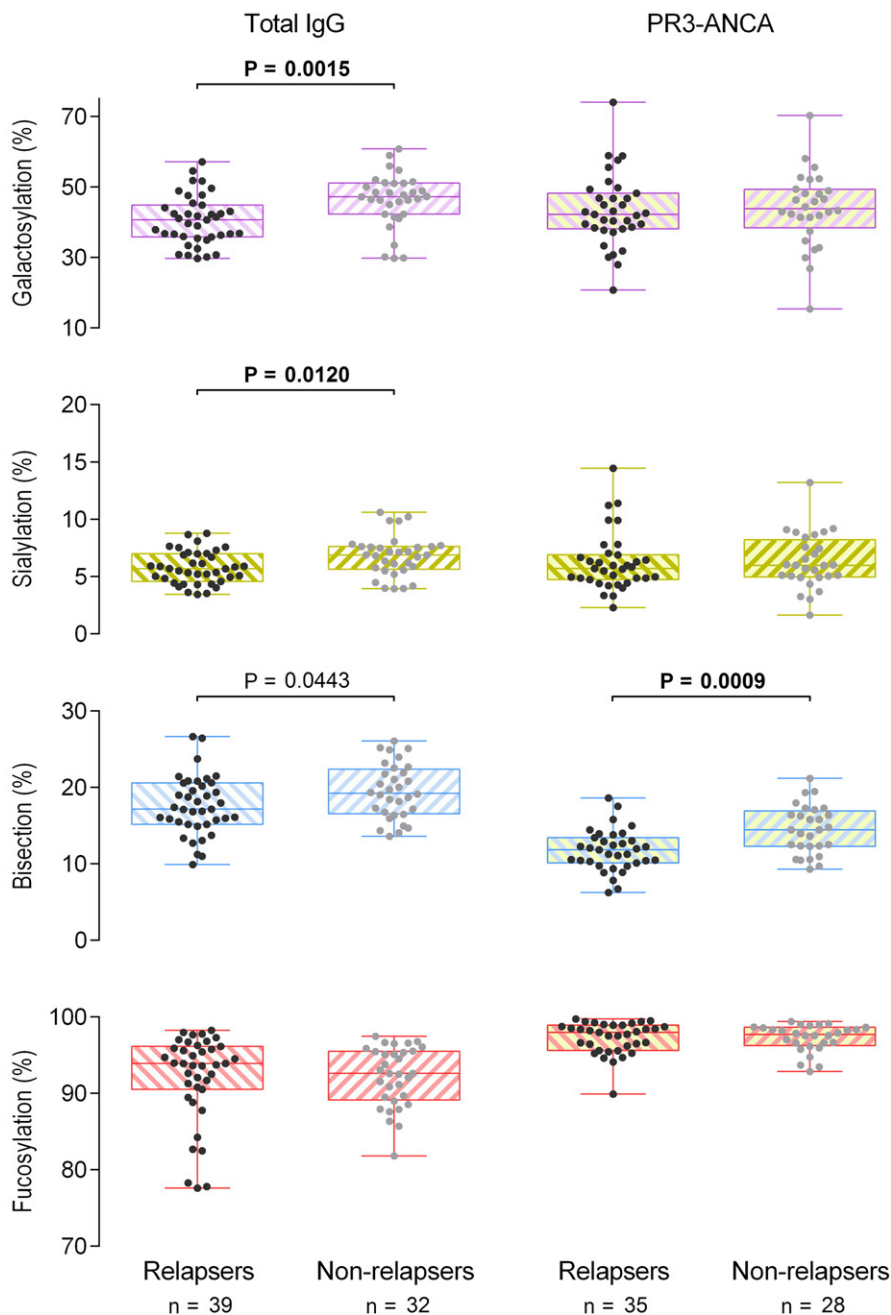 Total IgG PR3-ANCA
P = 0.0015
Galactosylation (%)
70
50
30
10
P = 0.0120
Sialylation (%)
20
15
10
5
0
P = 0.0443 P = 0.0009
Bisection (%)
30
20
10
0
Fucosylation (%)
100
90
80
70
Relapsers Non-relapsers Relapsers Non-relapsers
n = 39 n = 32 n = 35 n = 28